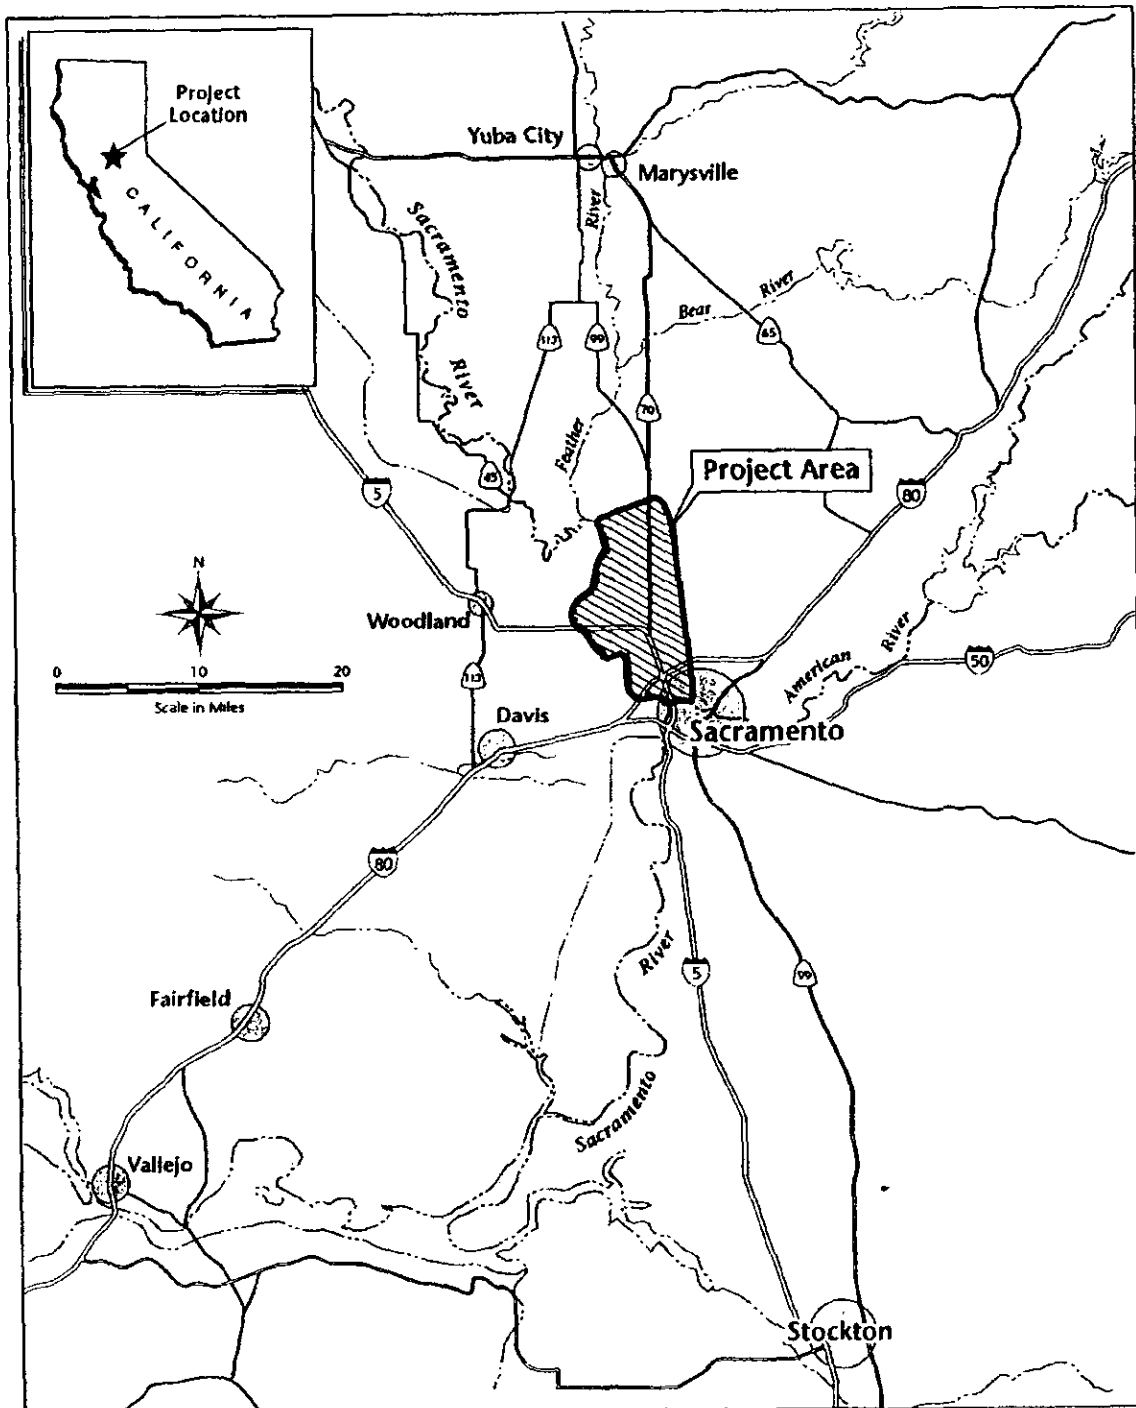 Project
Location
CALIFORNIA
Yuba City
Marysville
Sacramento
River
River
Bear
River
65
113
99
70
Feather
45
5
Project Area
80
N
Woodland
0
10
20
Scale in Miles
113
American
River
50
Davis
Sacramento
80
River
5
99
Fairfield
Sacramento
Vallejo
Stockton